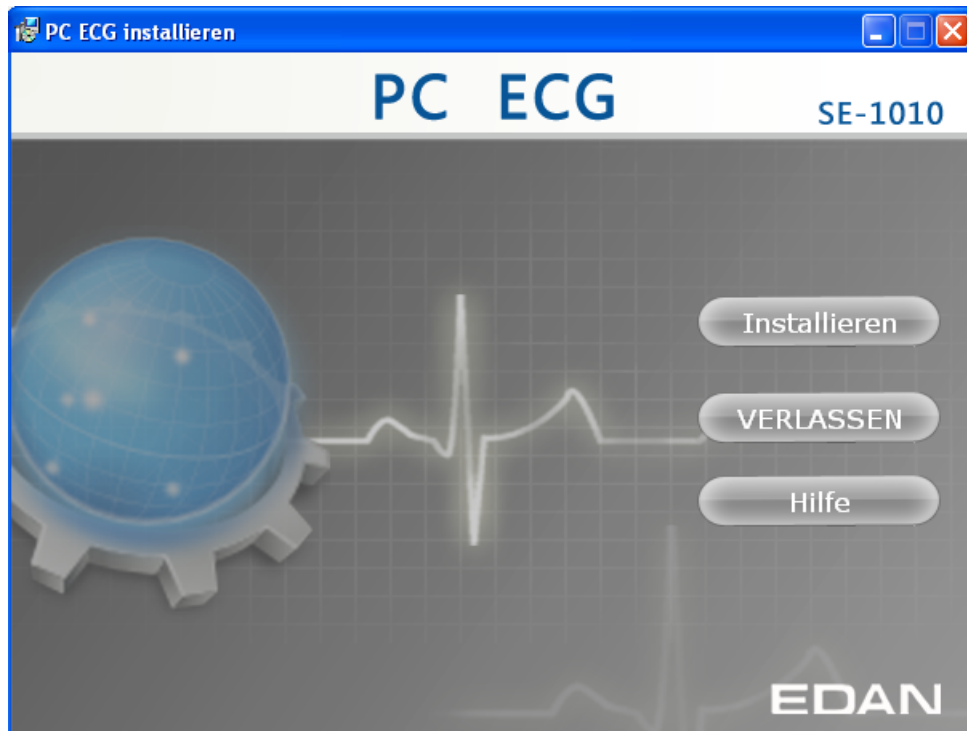 PC ECG installieren
PC ECG
SE-1010
Installieren
VERLASSEN
Hilfe
EDAN